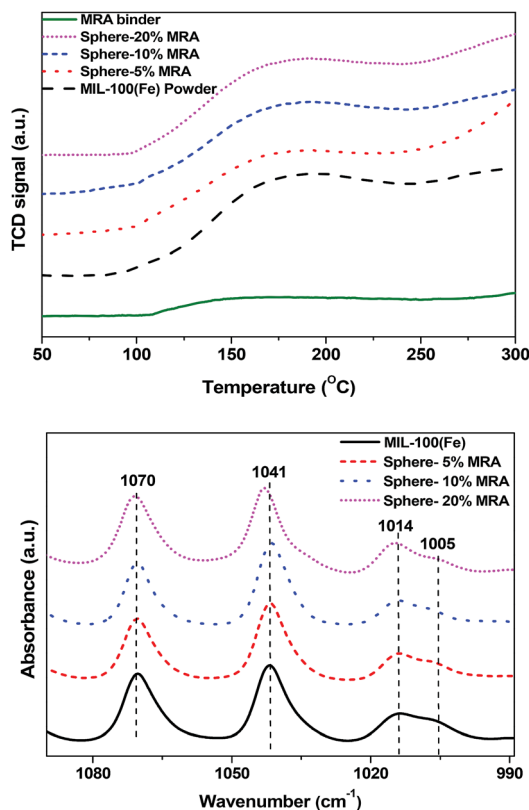 MRA binder
Sphere-20% MRA
Sphere-10% MRA
Sphere-5% MRA
MIL-100(Fe) Powder
TCD signal (a.u.)
50 100 150 200 250 300
Temperature (ᴼC)
MIL-100(Fe)
Sphere- 5% MRA
Sphere- 10% MRA
Sphere- 20% MRA
1070 1041 1014 1005
Absorbance (a.u.)
1080 1050 1020 990
Wavenumber (cm⁻¹)